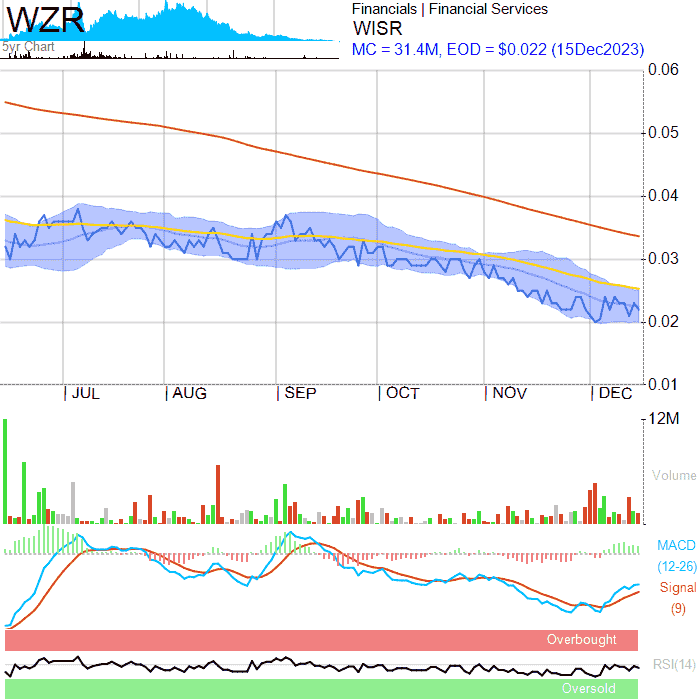 WZR
5yr Chart
Financials | Financial Services
WISR
MC = 31.4M, EOD = $0.022 (15Dec2023)
0.06
0.05
0.04
0.03
0.02
0.01
| JUL | AUG | SEP | OCT | NOV | DEC
12M
Volume
MACD
(12-26)
Signal
(9)
Overbought
RSI(14)
Oversold